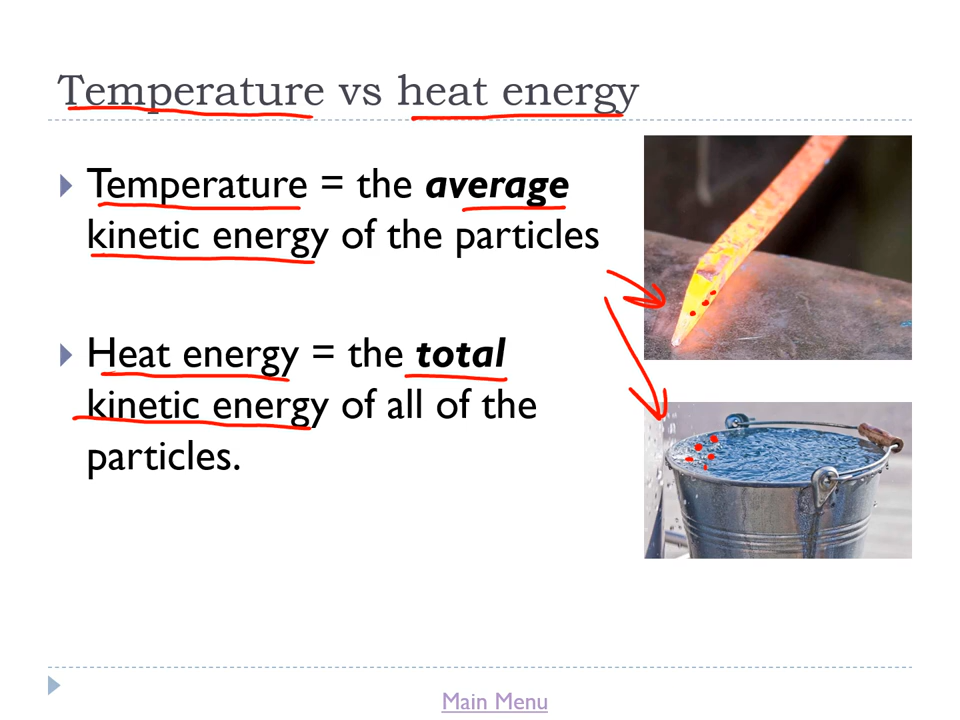 Temperature vs heat energy
Temperature = the average
kinetic energy of the particles
Heat energy = the total
kinetic energy of all of the
particles.
Main Menu